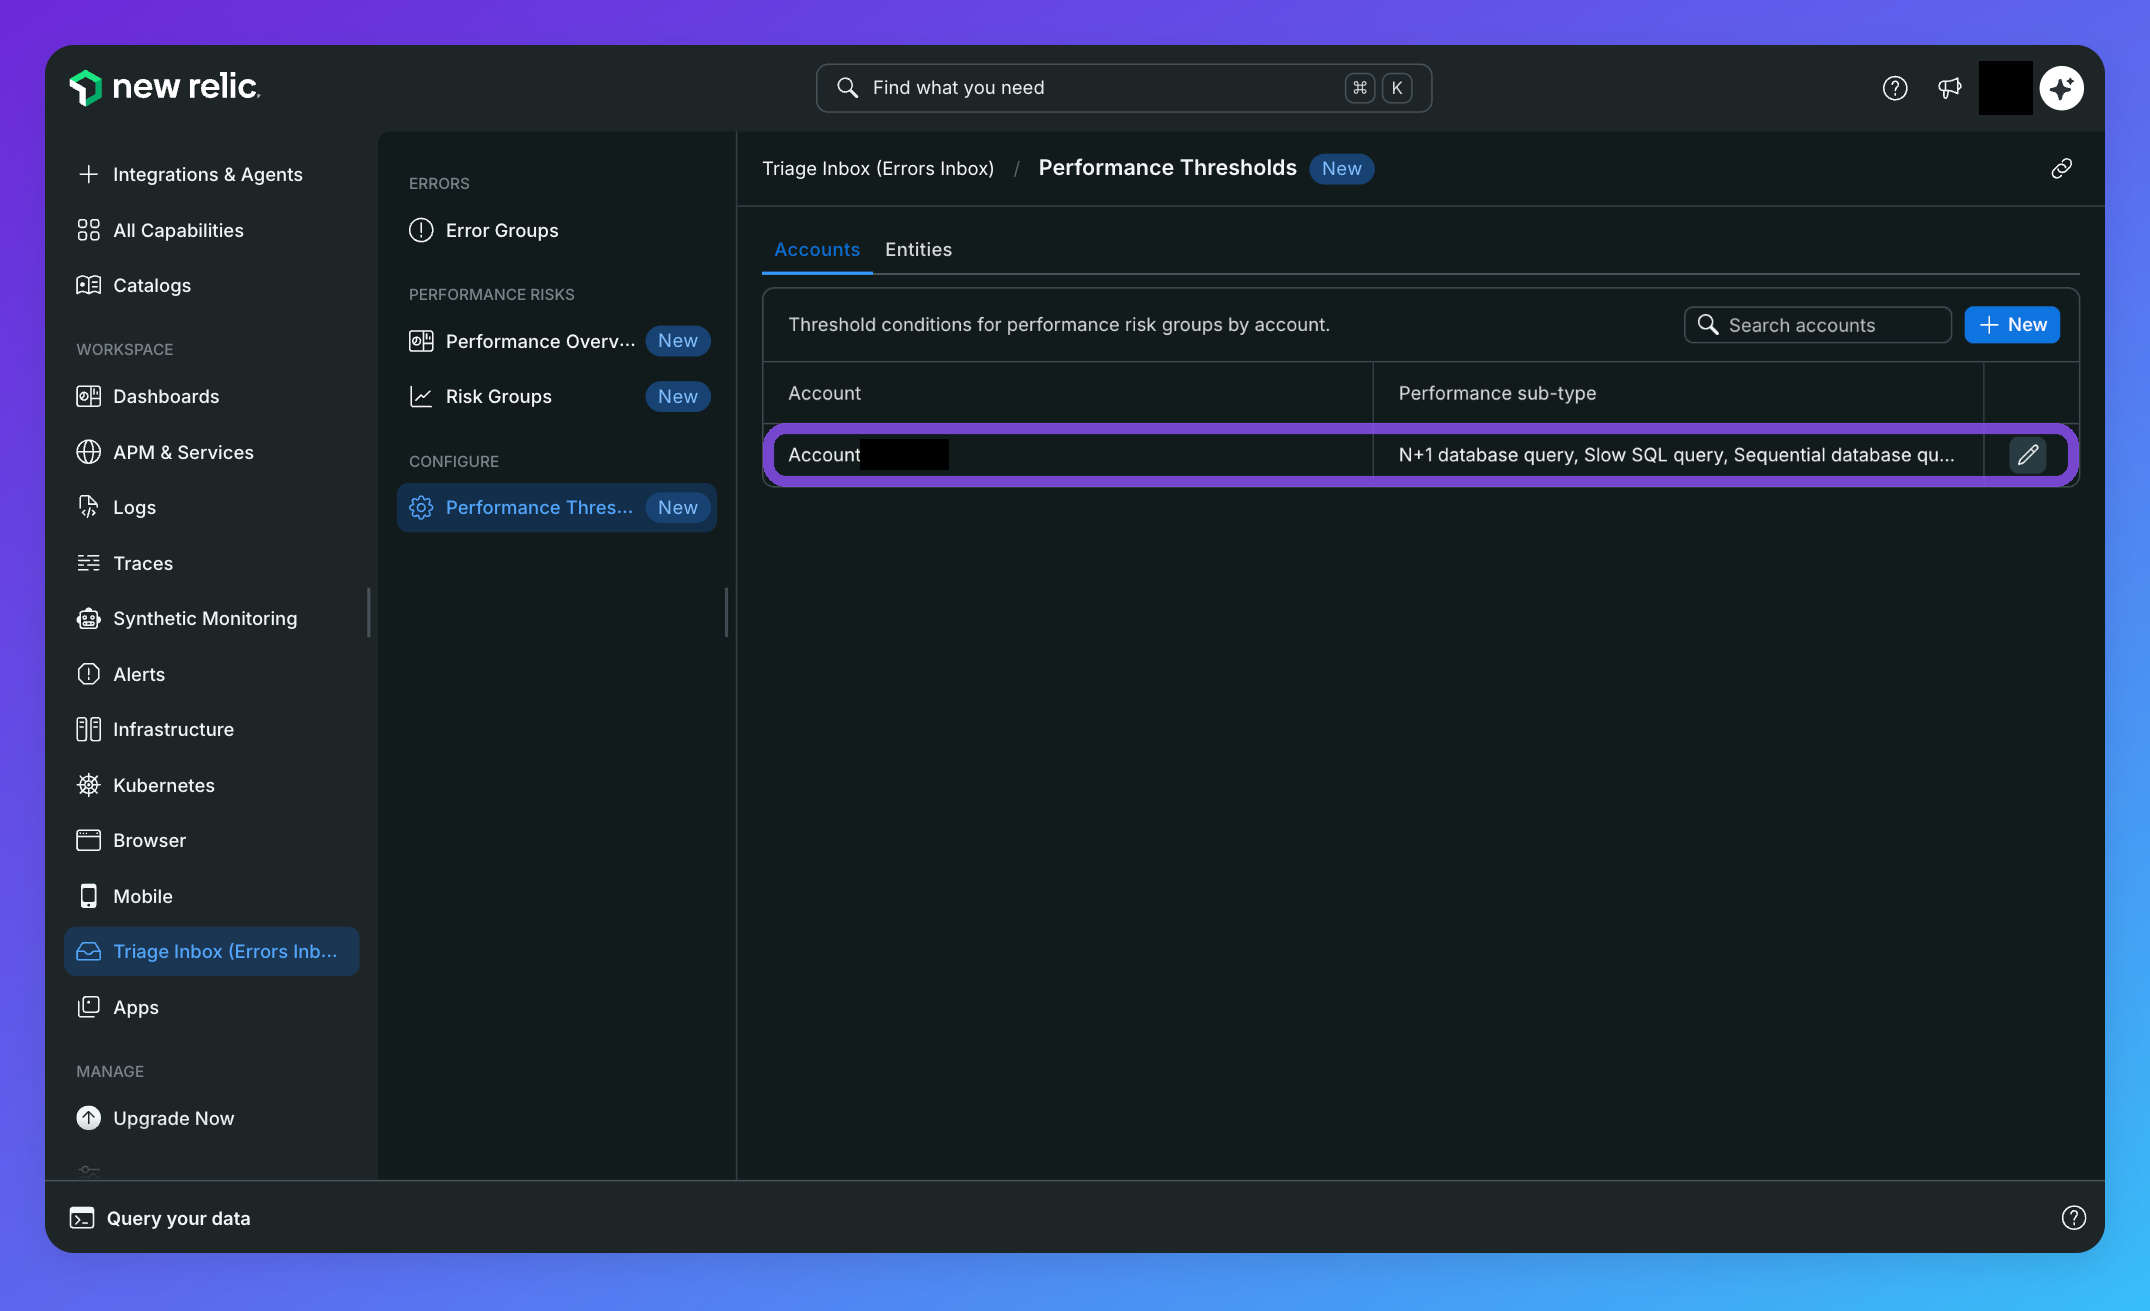 new relic
Find what you need
⌘ K
Integrations & Agents
All Capabilities
Catalogs
WORKSPACE
Dashboards
APM & Services
Logs
Traces
Synthetic Monitoring
Alerts
Infrastructure
Kubernetes
Browser
Mobile
Triage Inbox (Errors Inb...
Apps
MANAGE
Upgrade Now
ERRORS
Error Groups
PERFORMANCE RISKS
Performance Overv... New
Risk Groups New
CONFIGURE
Performance Thres... New
Triage Inbox (Errors Inbox) / Performance Thresholds New
Accounts Entities
Threshold conditions for performance risk groups by account.
Search accounts
+ New
Account Performance sub-type
Account N+1 database query, Slow SQL query, Sequential database qu...
Query your data